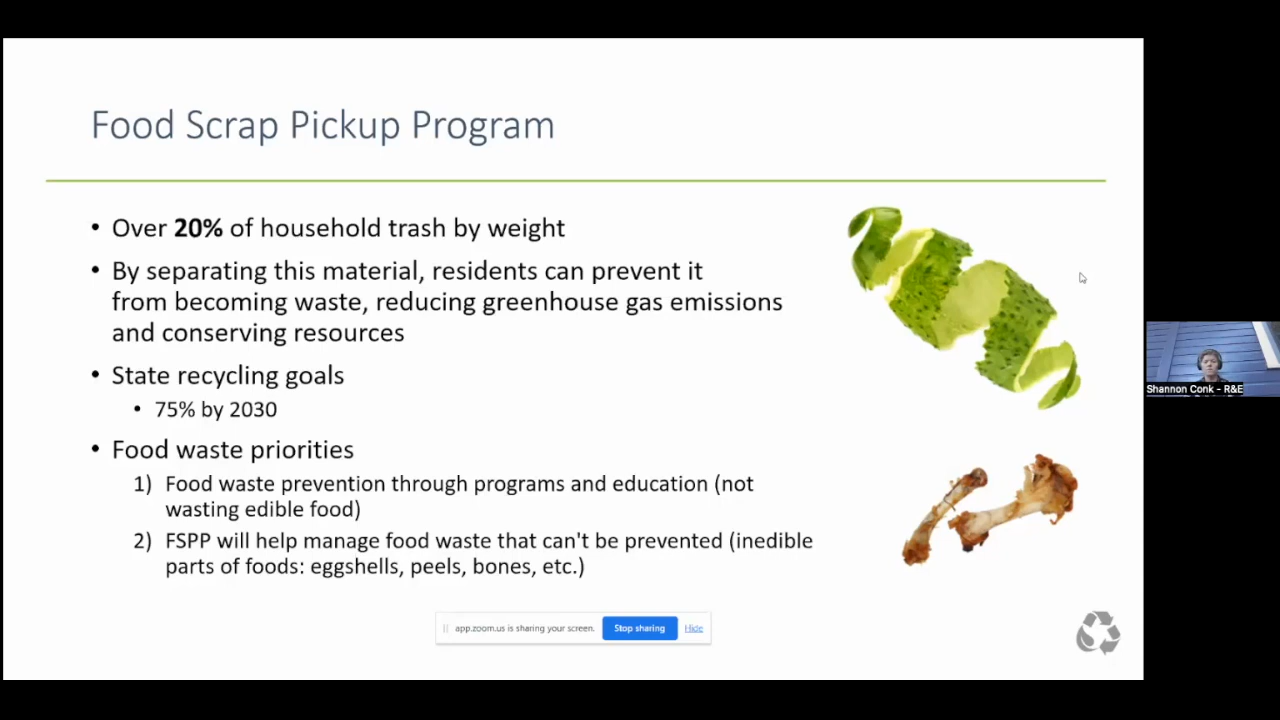 Food Scrap Pickup Program
• Over 20% of household trash by weight
• By separating this material, residents can prevent it
from becoming waste, reducing greenhouse gas emissions
and conserving resources
• State recycling goals
• 75% by 2030
• Food waste priorities
1) Food waste prevention through programs and education (not
wasting edible food)
2) FSPP will help manage food waste that can't be prevented (inedible
parts of foods: eggshells, peels, bones, etc.)
app.zoom.us is sharing your screen. Stop sharing Hide
Shannon Conk - R&E